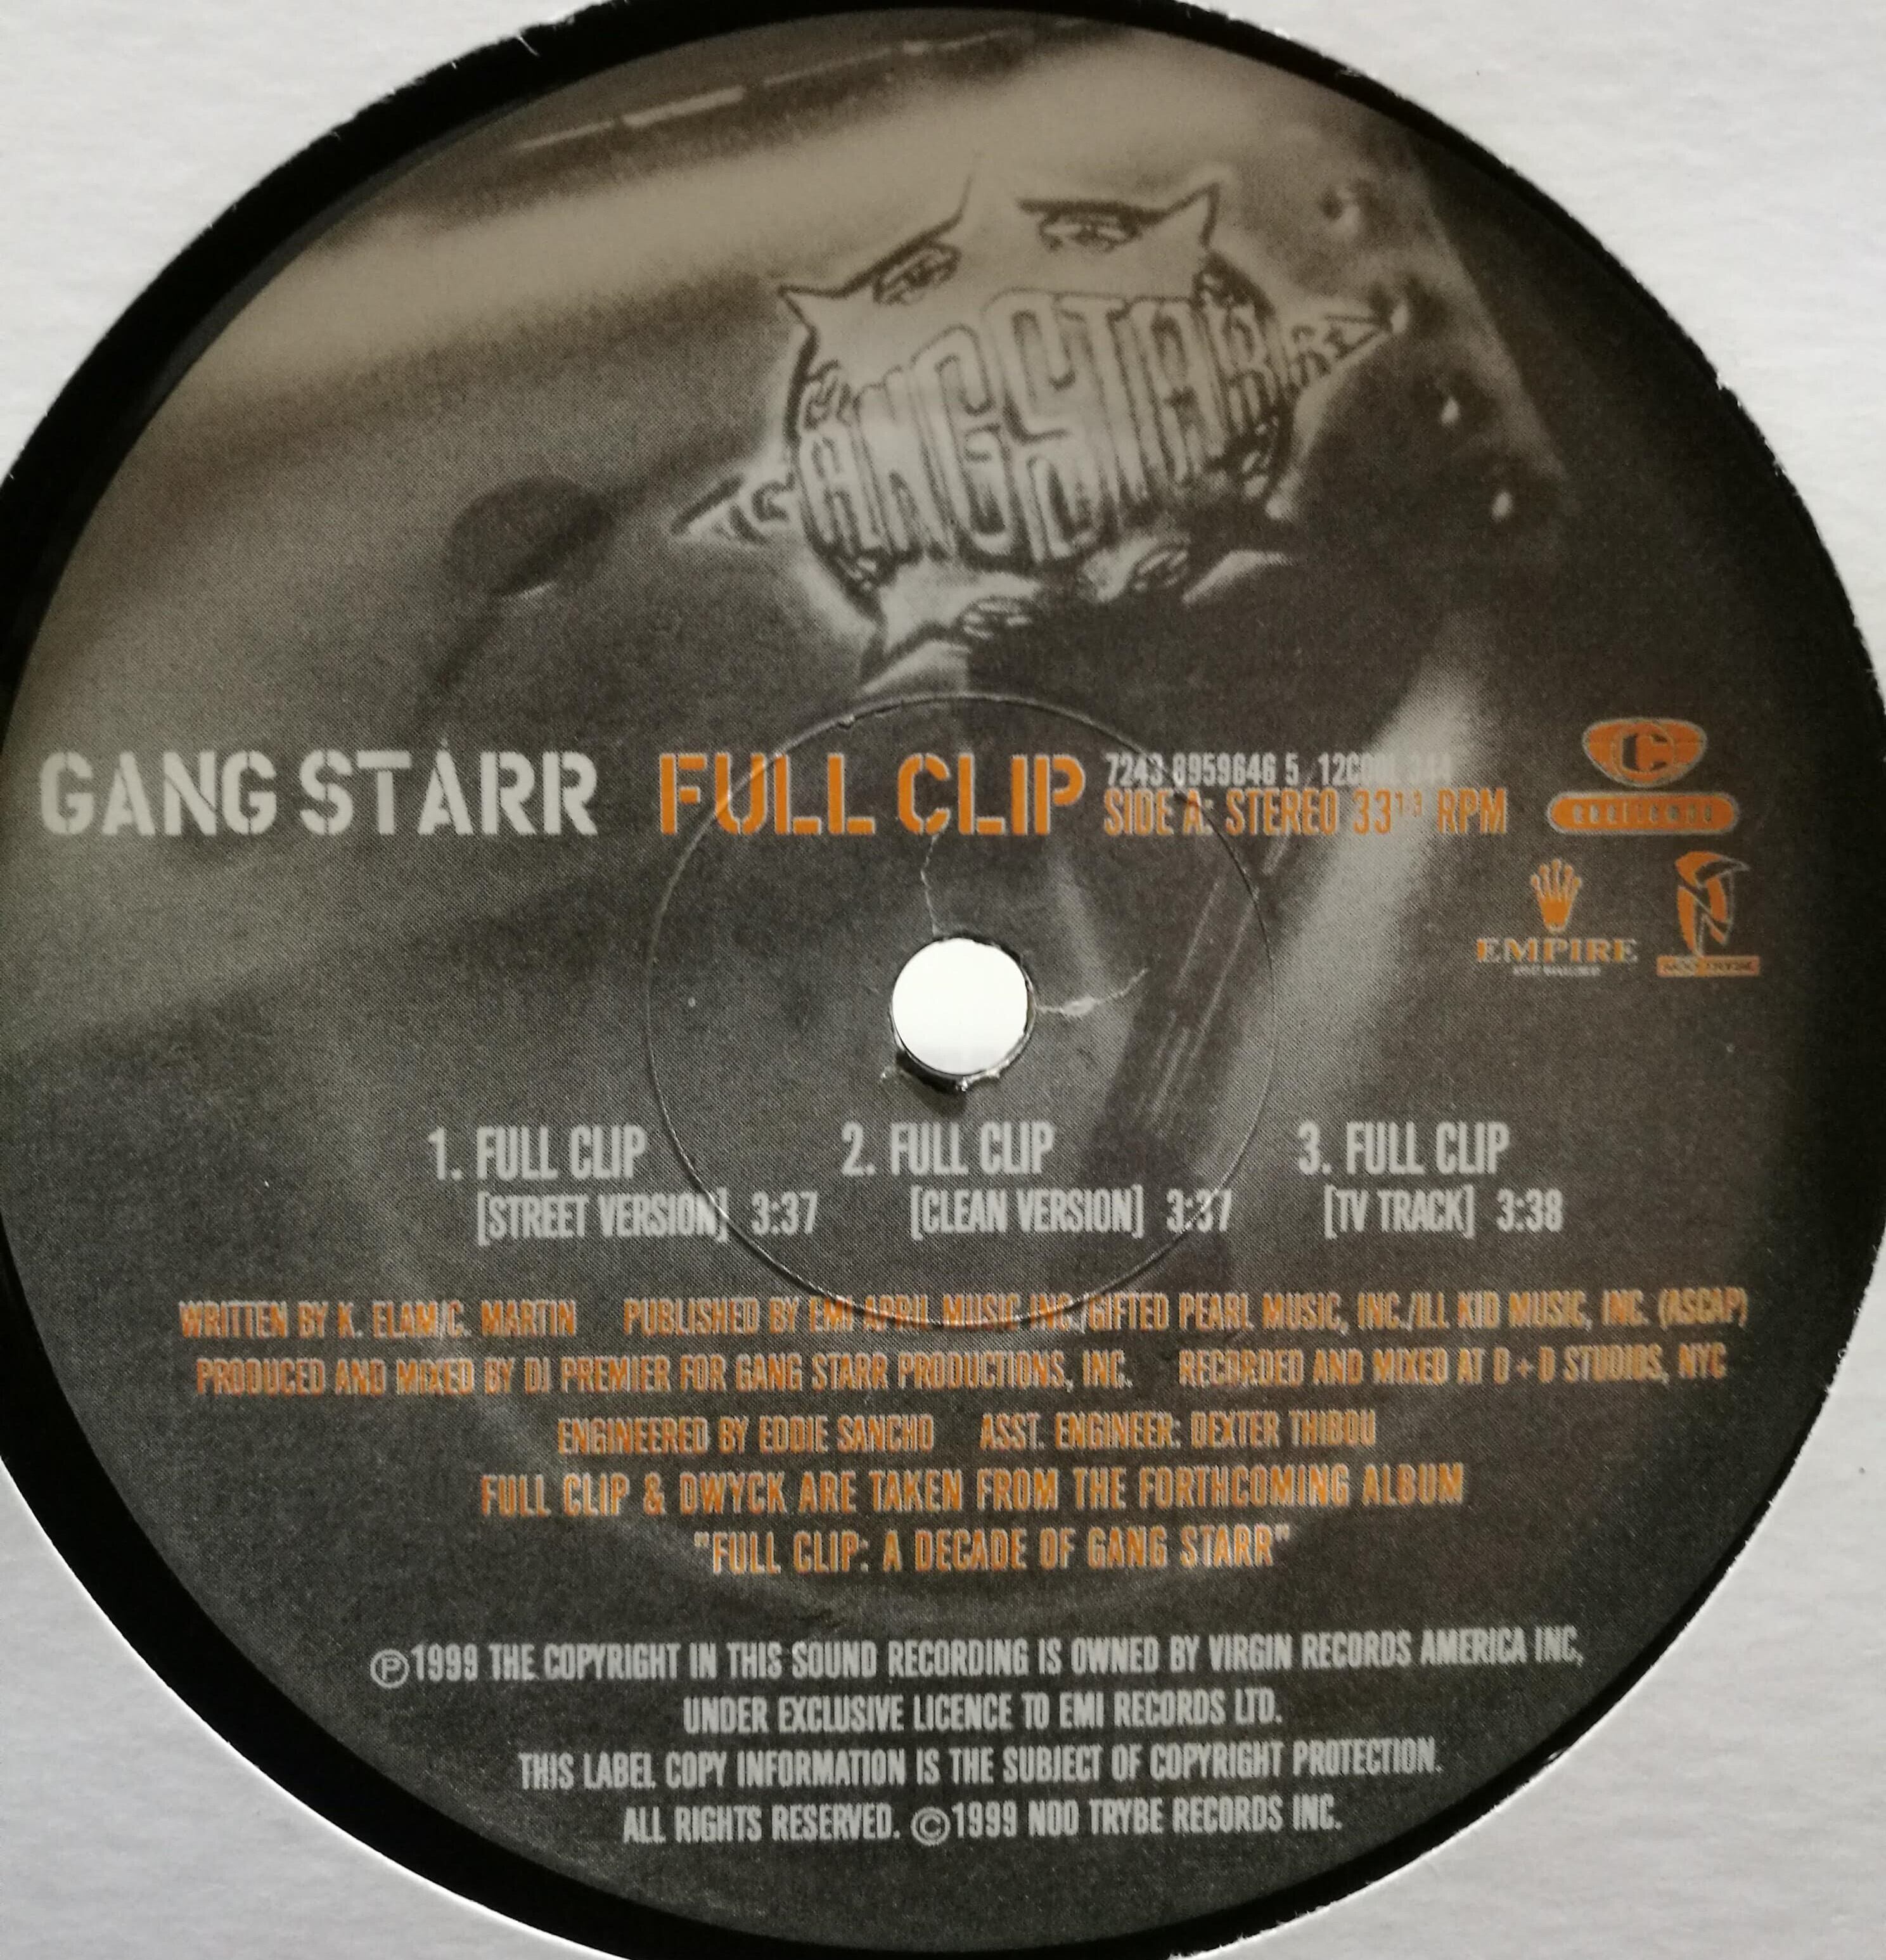 GANG STARR
GANG STARR FULL CLIP
7243 8959646 5 12COOL 344
SIDE A: STEREO 33 1/3 RPM
EMPIRE
1. FULL CLIP
[STREET VERSION] 3:37
2. FULL CLIP
[CLEAN VERSION] 3:37
3. FULL CLIP
[TV TRACK] 3:38
WRITTEN BY K. ELAM/C. MARTIN PUBLISHED BY EMI APRIL MUSIC INC./GIFTED PEARL MUSIC, INC./ILL KID MUSIC, INC. (ASCAP)
PRODUCED AND MIXED BY DJ PREMIER FOR GANG STARR PRODUCTIONS, INC. RECORDED AND MIXED AT D+D STUDIOS, NYC
ENGINEERED BY EDDIE SANCHO ASST. ENGINEER: DEXTER THIBOU
FULL CLIP & DWYCK ARE TAKEN FROM THE FORTHCOMING ALBUM
"FULL CLIP: A DECADE OF GANG STARR"
Ⓟ1999 THE COPYRIGHT IN THIS SOUND RECORDING IS OWNED BY VIRGIN RECORDS AMERICA INC,
UNDER EXCLUSIVE LICENCE TO EMI RECORDS LTD.
THIS LABEL COPY INFORMATION IS THE SUBJECT OF COPYRIGHT PROTECTION.
ALL RIGHTS RESERVED. ©1999 NOO TRYBE RECORDS INC.